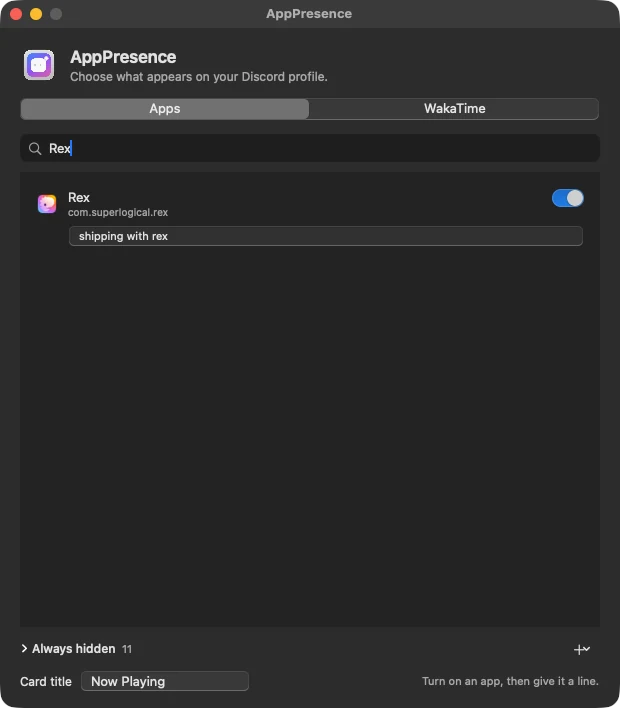 AppPresence
AppPresence
Choose what appears on your Discord profile.
Apps WakaTime
Rex
Rex
com.superlogical.rex
shipping with rex
Always hidden 11
Card title Now Playing Turn on an app, then give it a line.